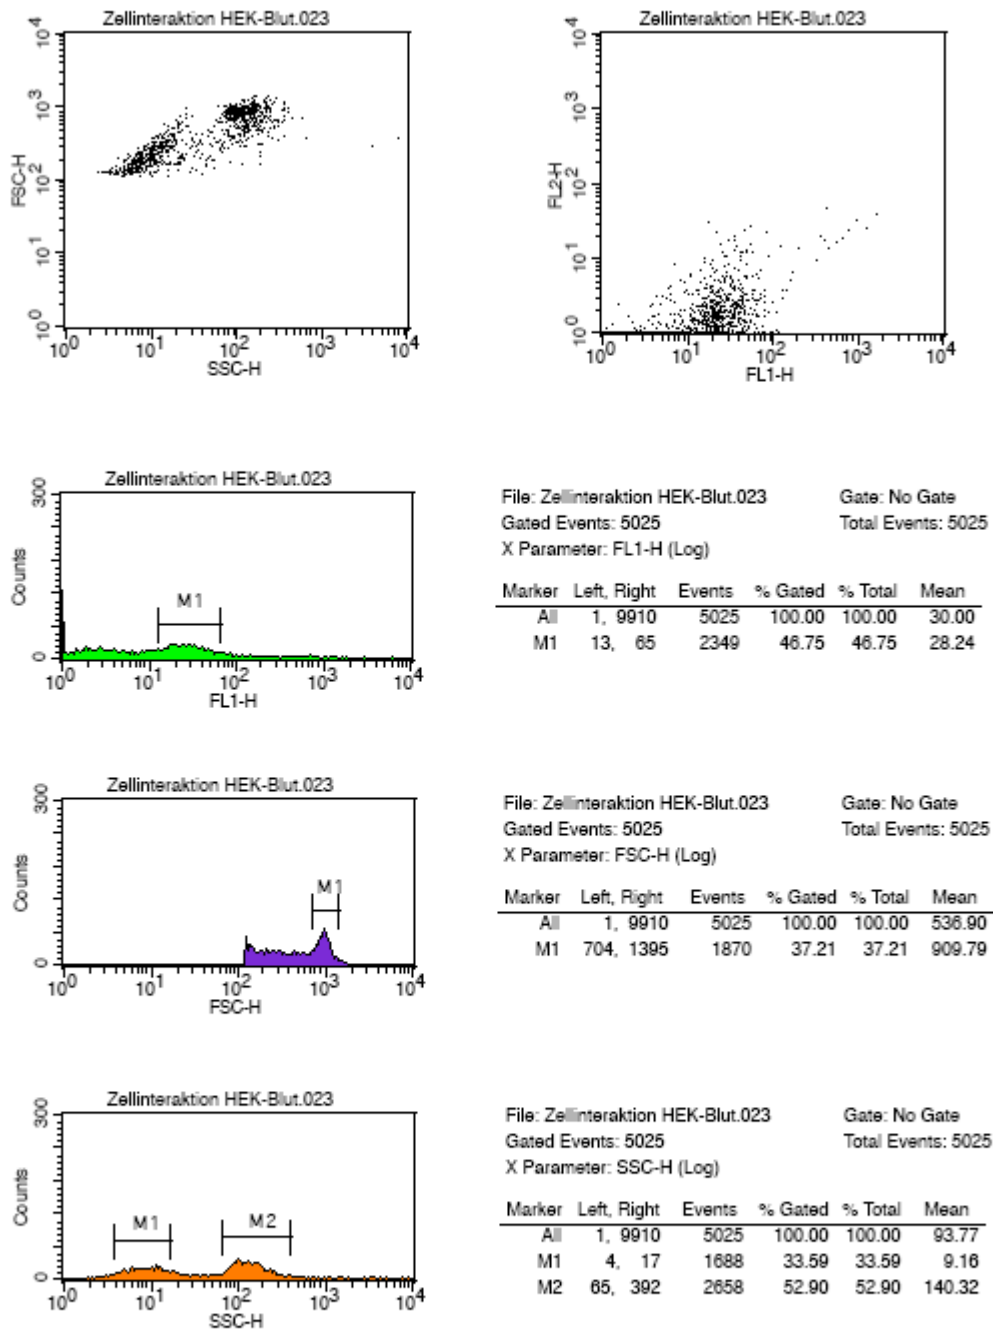 Zellinteraktion HEK-Blut.023
10^4
10^3
10^2
10^1
10^0
FSC-H
10^0 10^1 10^2 10^3 10^4
SSC-H
Zellinteraktion HEK-Blut.023
10^4
10^3
10^2
10^1
10^0
FL2-H
10^0 10^1 10^2 10^3 10^4
FL1-H
Zellinteraktion HEK-Blut.023
300
Counts
0
M1
10^0 10^1 10^2 10^3 10^4
FL1-H
File: Zellinteraktion HEK-Blut.023 Gate: No Gate
Gated Events: 5025 Total Events: 5025
X Parameter: FL1-H (Log)
Marker Left, Right Events % Gated % Total Mean
All 1, 9910 5025 100.00 100.00 30.00
M1 13, 65 2349 46.75 46.75 28.24
Zellinteraktion HEK-Blut.023
300
Counts
0
M1
10^0 10^1 10^2 10^3 10^4
FSC-H
File: Zellinteraktion HEK-Blut.023 Gate: No Gate
Gated Events: 5025 Total Events: 5025
X Parameter: FSC-H (Log)
Marker Left, Right Events % Gated % Total Mean
All 1, 9910 5025 100.00 100.00 536.90
M1 704, 1395 1870 37.21 37.21 909.79
Zellinteraktion HEK-Blut.023
300
Counts
0
M1 M2
10^0 10^1 10^2 10^3 10^4
SSC-H
File: Zellinteraktion HEK-Blut.023 Gate: No Gate
Gated Events: 5025 Total Events: 5025
X Parameter: SSC-H (Log)
Marker Left, Right Events % Gated % Total Mean
All 1, 9910 5025 100.00 100.00 93.77
M1 4, 17 1688 33.59 33.59 9.16
M2 65, 392 2658 52.90 52.90 140.32